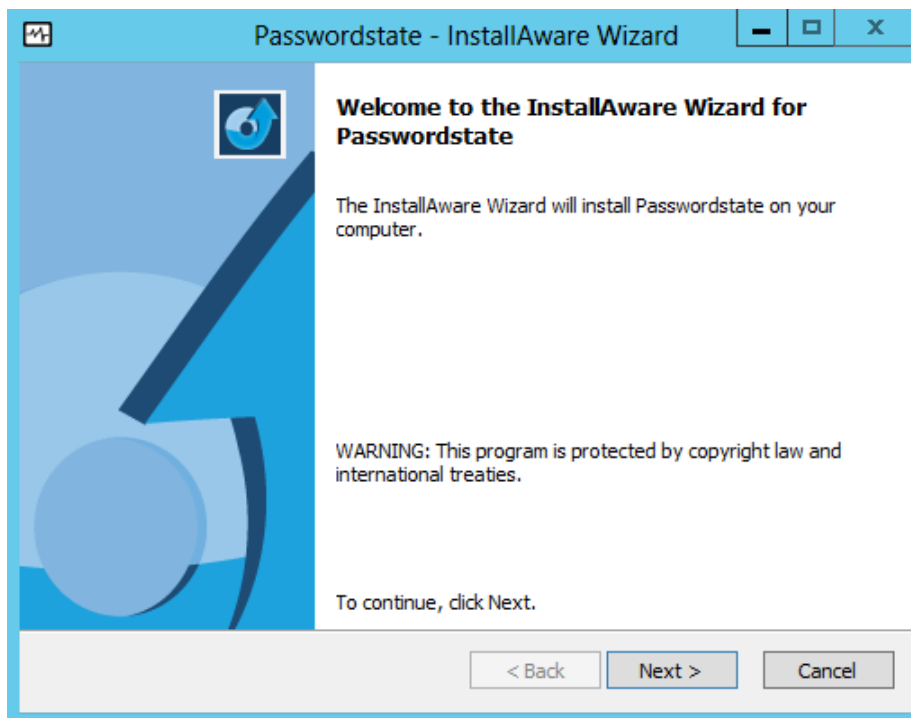 Passwordstate - InstallAware Wizard
x
Welcome to the InstallAware Wizard for
Passwordstate
The InstallAware Wizard will install Passwordstate on your
computer.
WARNING: This program is protected by copyright law and
international treaties.
To continue, click Next.
< Back Next > Cancel